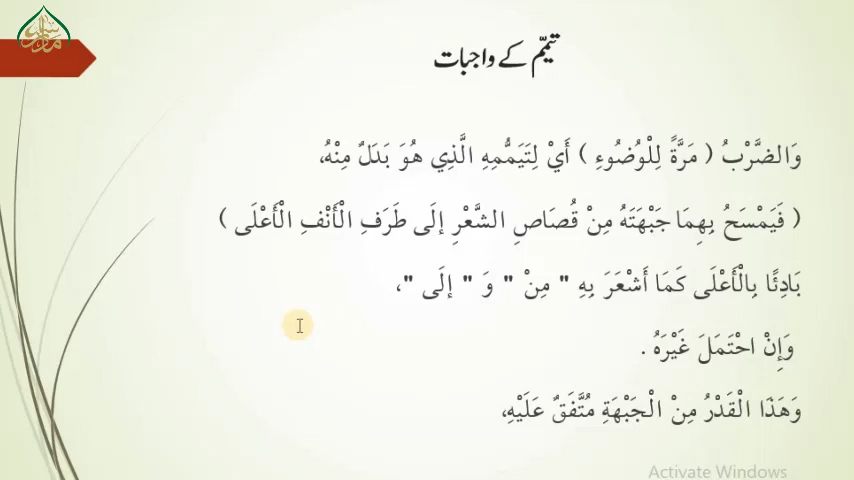 تیمّم کے واجبات
وَالضَّرْبُ ( مَرَّةً لِلْوُضُوءِ ) أَيْ لِتَيَمُّمِهِ الَّذِي هُوَ بَدَلٌ مِنْهُ،
( فَيَمْسَحُ بِهِمَا جَبْهَتَهُ مِنْ قُصَاصِ الشَّعْرِ إلَى طَرَفِ الْأَنْفِ الْأَعْلَى )
بَادِئًا بِالْأَعْلَى كَمَا أَشْعَرَ بِهِ " مِنْ " وَ " إلَى "،
وَإِنْ احْتَمَلَ غَيْرَهُ .
وَهَذَا الْقَدْرُ مِنْ الْجَبْهَةِ مُتَّفَقٌ عَلَيْهِ،
Activate Windows